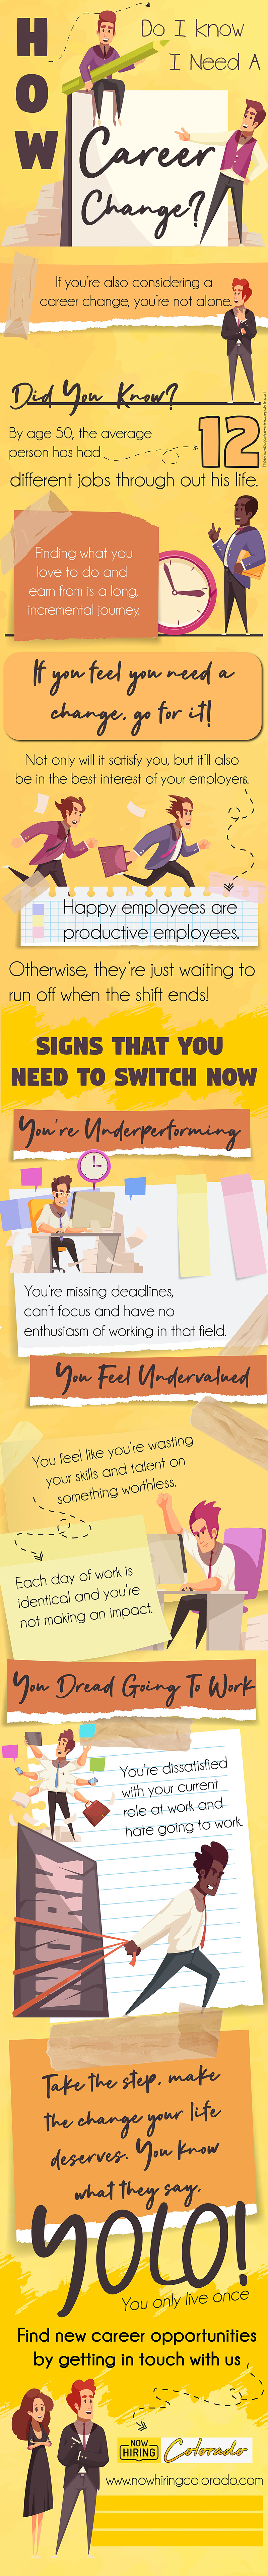 HOW
Do I know
I Need A
Career
Change?
If you're also considering a
career change, you're not alone.
Did You Know?
By age 50, the average
person has had
12
different jobs through out his life.
Finding what you
love to do and
earn from is a long,
incremental journey.
If you feel you need a
change, go for it!
Not only will it satisfy you, but it'll also
be in the best interest of your employers.
Happy employees are
productive employees.
Otherwise, they're just waiting to
run off when the shift ends!
SIGNS THAT YOU
NEED TO SWITCH NOW
You're Underperforming
You're missing deadlines,
can't focus and have no
enthusiasm of working in that field.
You Feel Undervalued
You feel like you're wasting
your skills and talent on
something worthless.
Each day of work is
identical and you're
not making an impact.
You Dread Going To Work
You're dissatisfied
with your current
role at work and
hate going to work.
WORK
Take the step, make
the change your life
deserves. You know
what they say,
YOLO!
You only live once
Find new career opportunities
by getting in touch with us
NOW
HIRING
Colorado
www.nowhiringcolorado.com